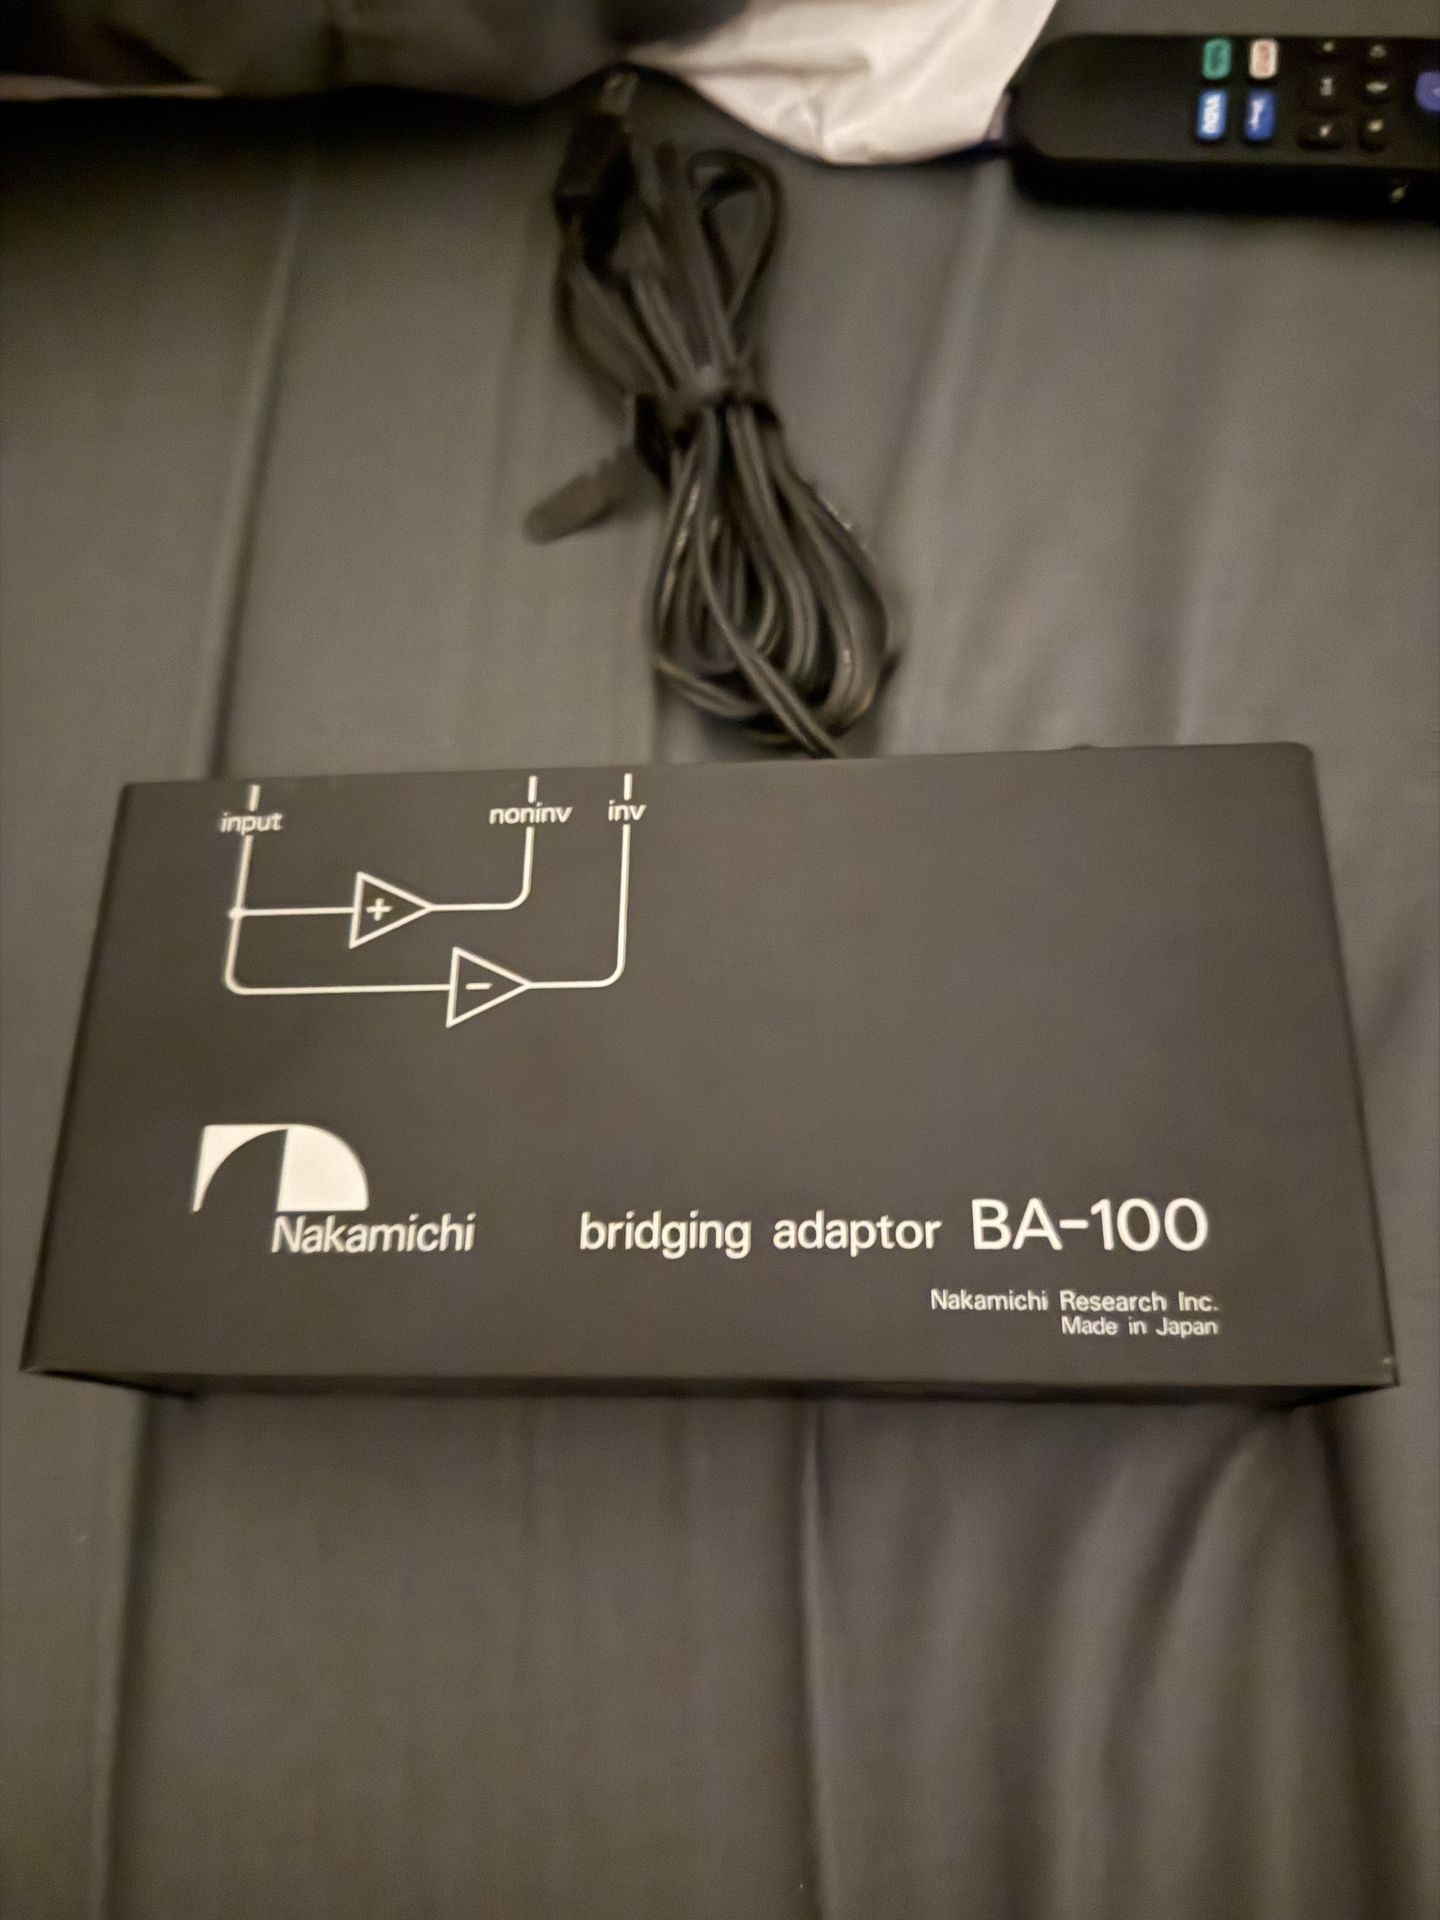 input noninv inv
+
-
Nakamichi bridging adaptor BA-100
Nakamichi Research Inc.
Made in Japan